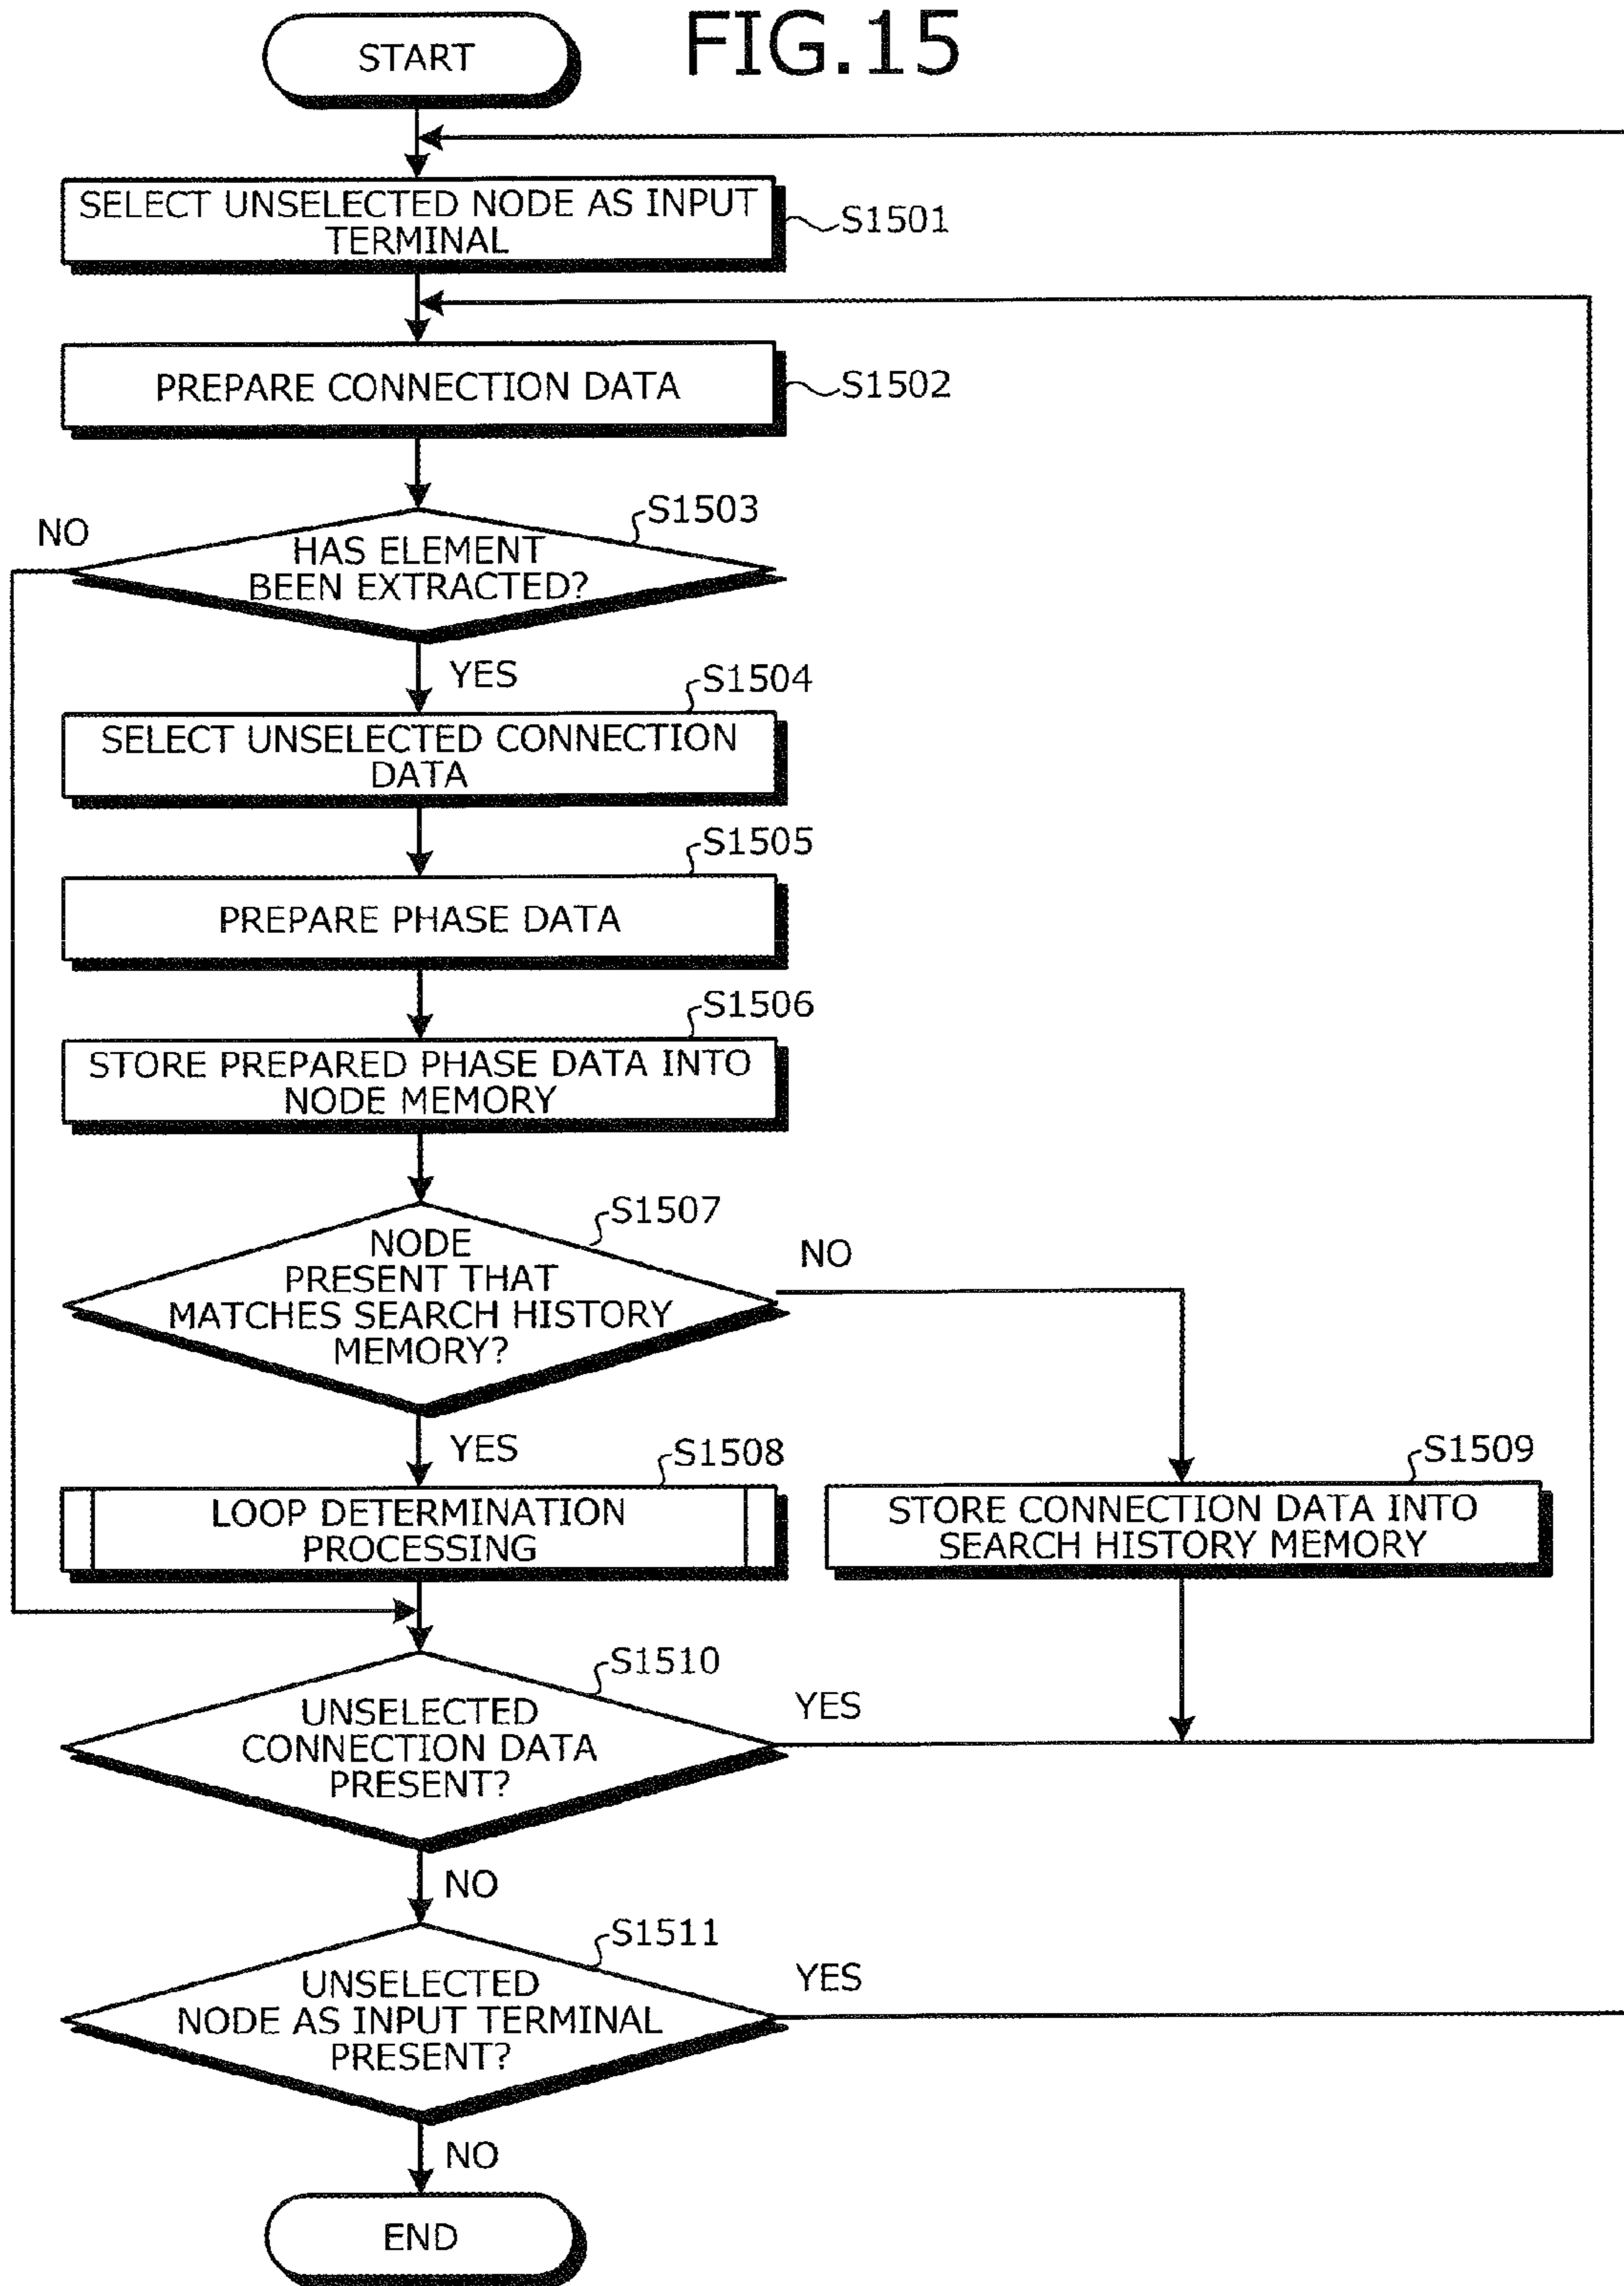 FIG.15
START
SELECT UNSELECTED NODE AS INPUT
TERMINAL
S1501
PREPARE CONNECTION DATA
S1502
S1503
NO
HAS ELEMENT
BEEN EXTRACTED?
YES
S1504
SELECT UNSELECTED CONNECTION
DATA
S1505
PREPARE PHASE DATA
S1506
STORE PREPARED PHASE DATA INTO
NODE MEMORY
S1507
NODE
PRESENT THAT
MATCHES SEARCH HISTORY
MEMORY?
NO
YES
S1508
LOOP DETERMINATION
PROCESSING
S1509
STORE CONNECTION DATA INTO
SEARCH HISTORY MEMORY
S1510
UNSELECTED
CONNECTION DATA
PRESENT?
YES
NO
S1511
UNSELECTED
NODE AS INPUT TERMINAL
PRESENT?
YES
NO
END